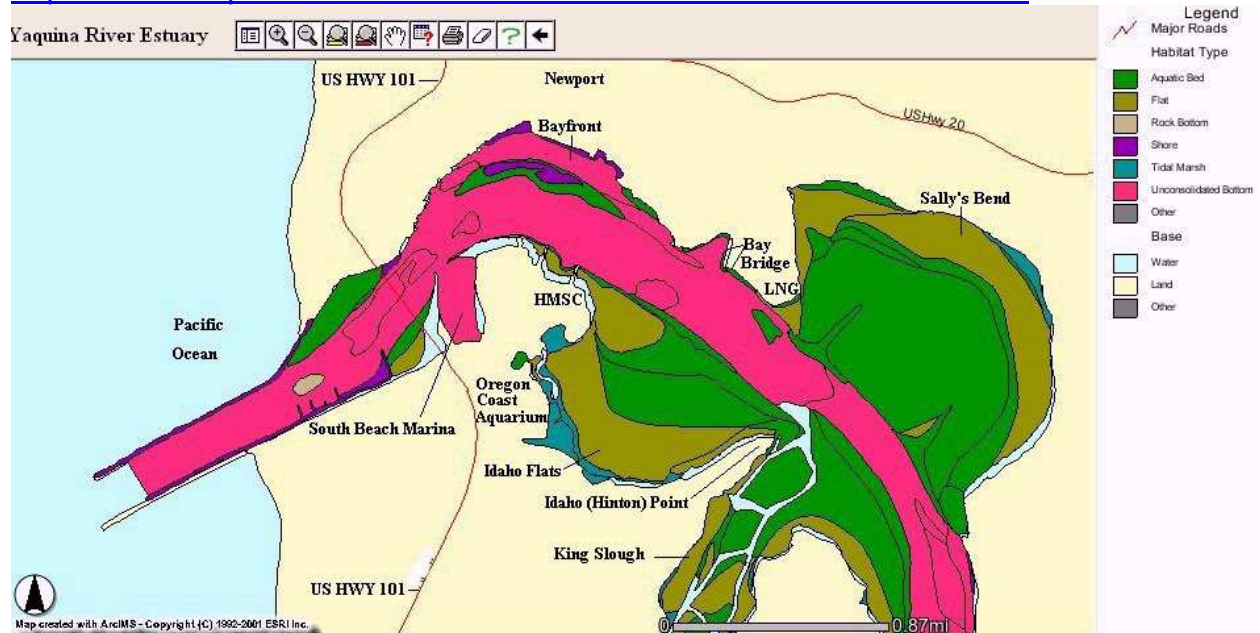 Yaquina River Estuary
?
Legend
Major Roads
Habitat Type
Aquatic Bed
Flat
Rock Bottom
Shore
Tidal Marsh
Unconsolidated Bottom
Other
Base
Water
Land
Other
US HWY 101
Newport
USHwy 20
Bayfront
Sally's Bend
Bay
Bridge
LNG
HMSC
Pacific
Ocean
Oregon
Coast
Aquarium
South Beach Marina
Idaho Flats
Idaho (Hinton) Point
King Slough
US HWY 101
Map created with ArcIMS - Copyright (C) 1992-2001 ESRI Inc.
0
0.87mi